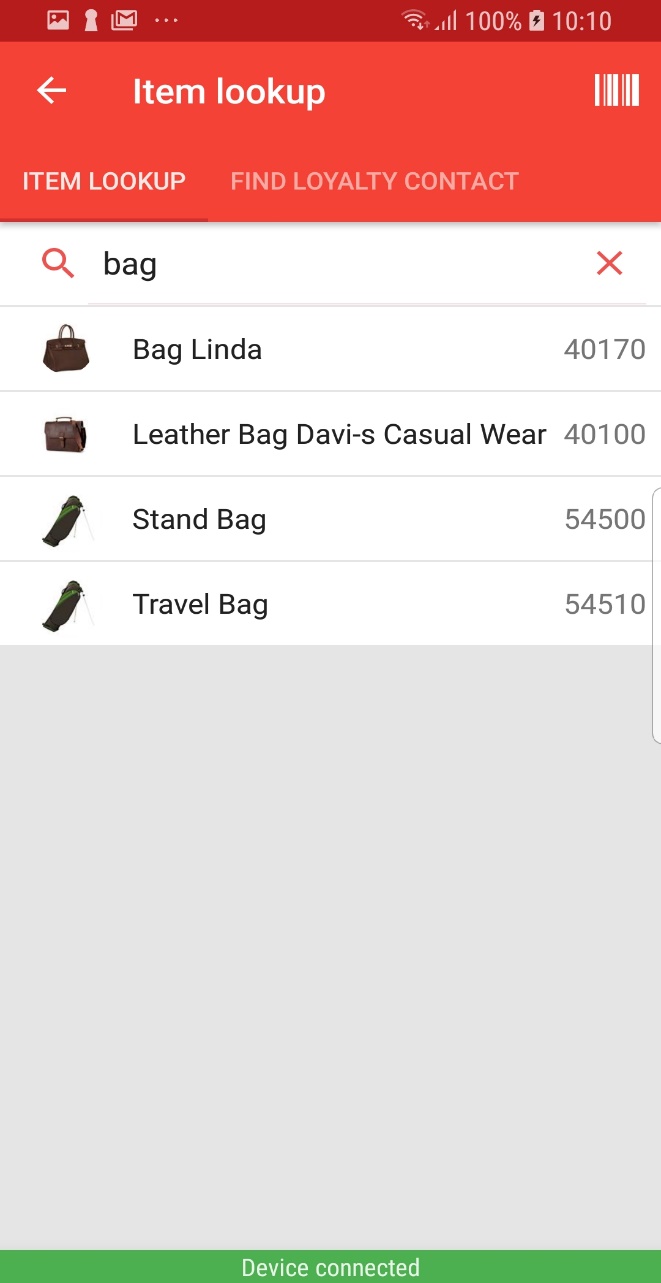 100% 10:10
Item lookup
ITEM LOOKUP FIND LOYALTY CONTACT
bag
Bag Linda 40170
Leather Bag Davi-s Casual Wear 40100
Stand Bag 54500
Travel Bag 54510
Device connected